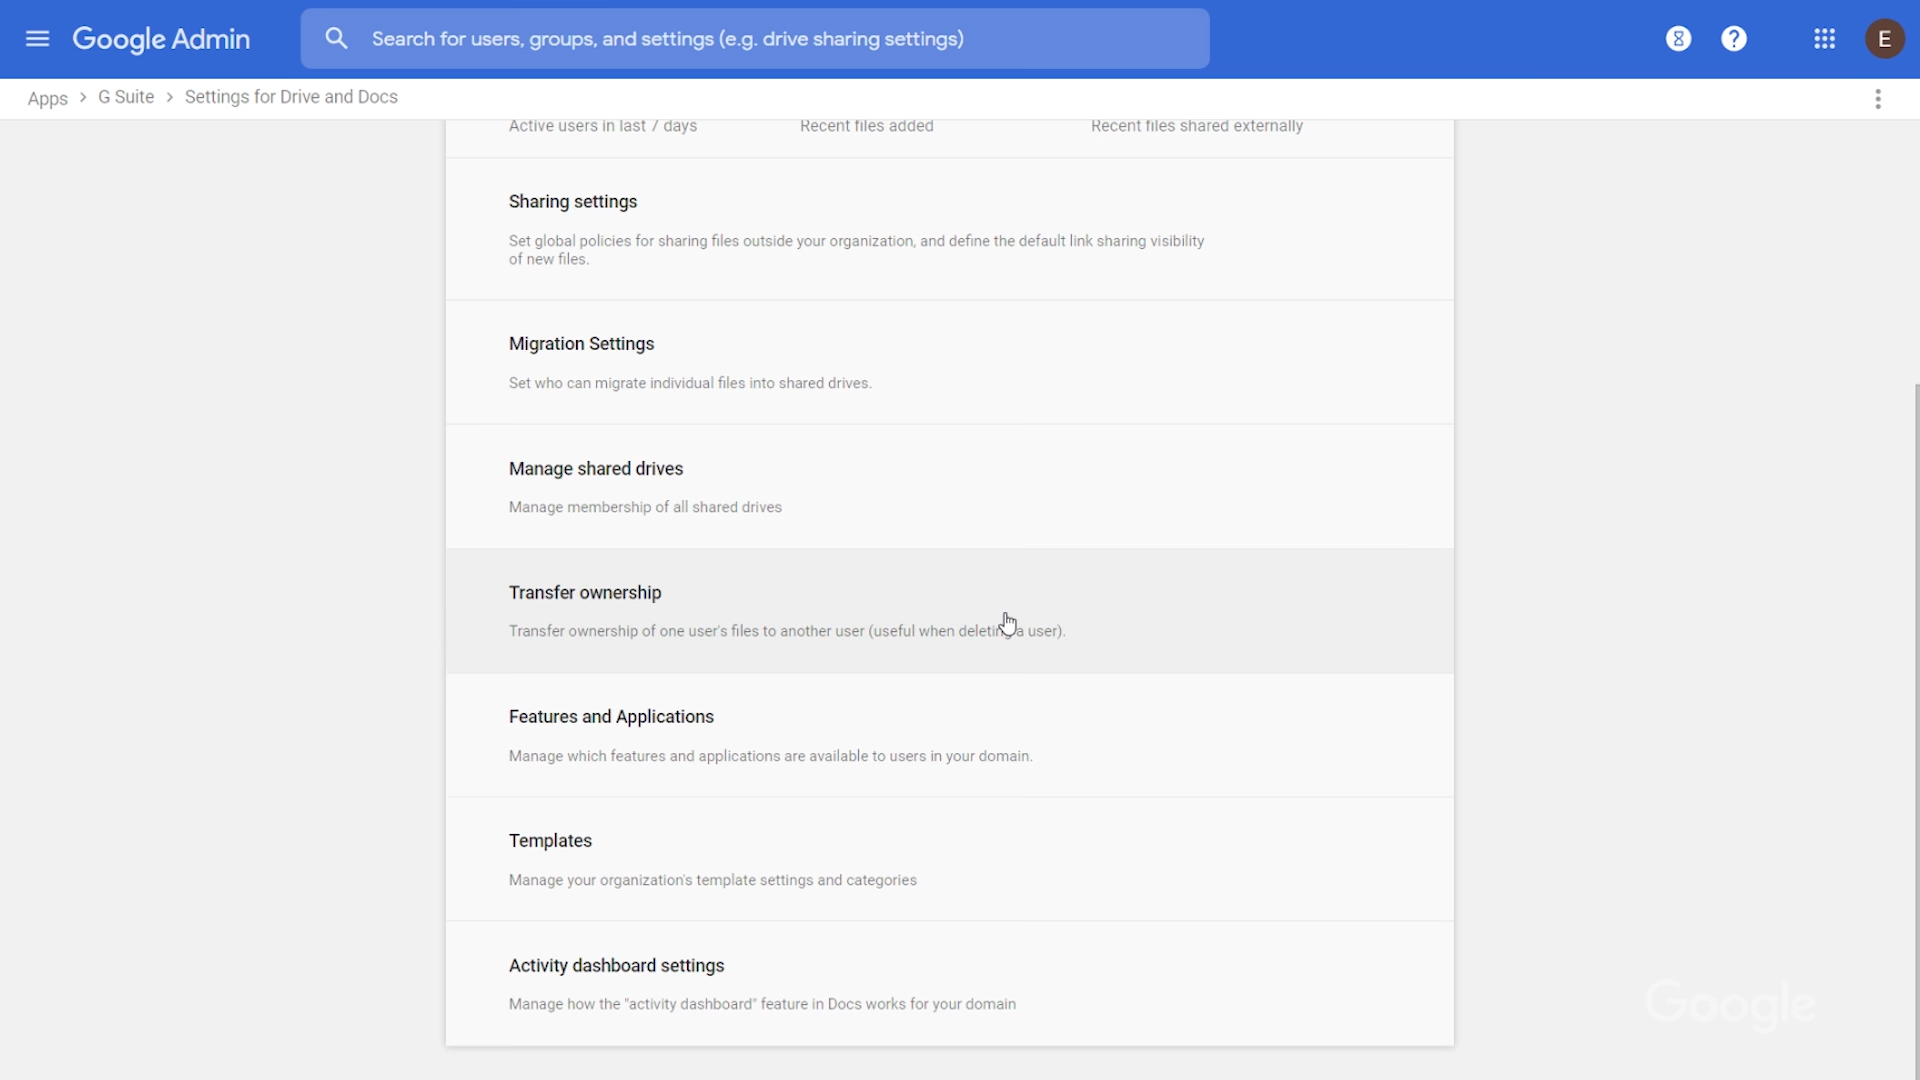 Google Admin
Search for users, groups, and settings (e.g. drive sharing settings)
E
Apps > G Suite > Settings for Drive and Docs
Active users in last 7 days
Recent files added
Recent files shared externally
Sharing settings
Set global policies for sharing files outside your organization, and define the default link sharing visibility
of new files.
Migration Settings
Set who can migrate individual files into shared drives.
Manage shared drives
Manage membership of all shared drives
Transfer ownership
Transfer ownership of one user's files to another user (useful when deleting a user).
Features and Applications
Manage which features and applications are available to users in your domain.
Templates
Manage your organization's template settings and categories
Activity dashboard settings
Manage how the "activity dashboard" feature in Docs works for your domain
Google